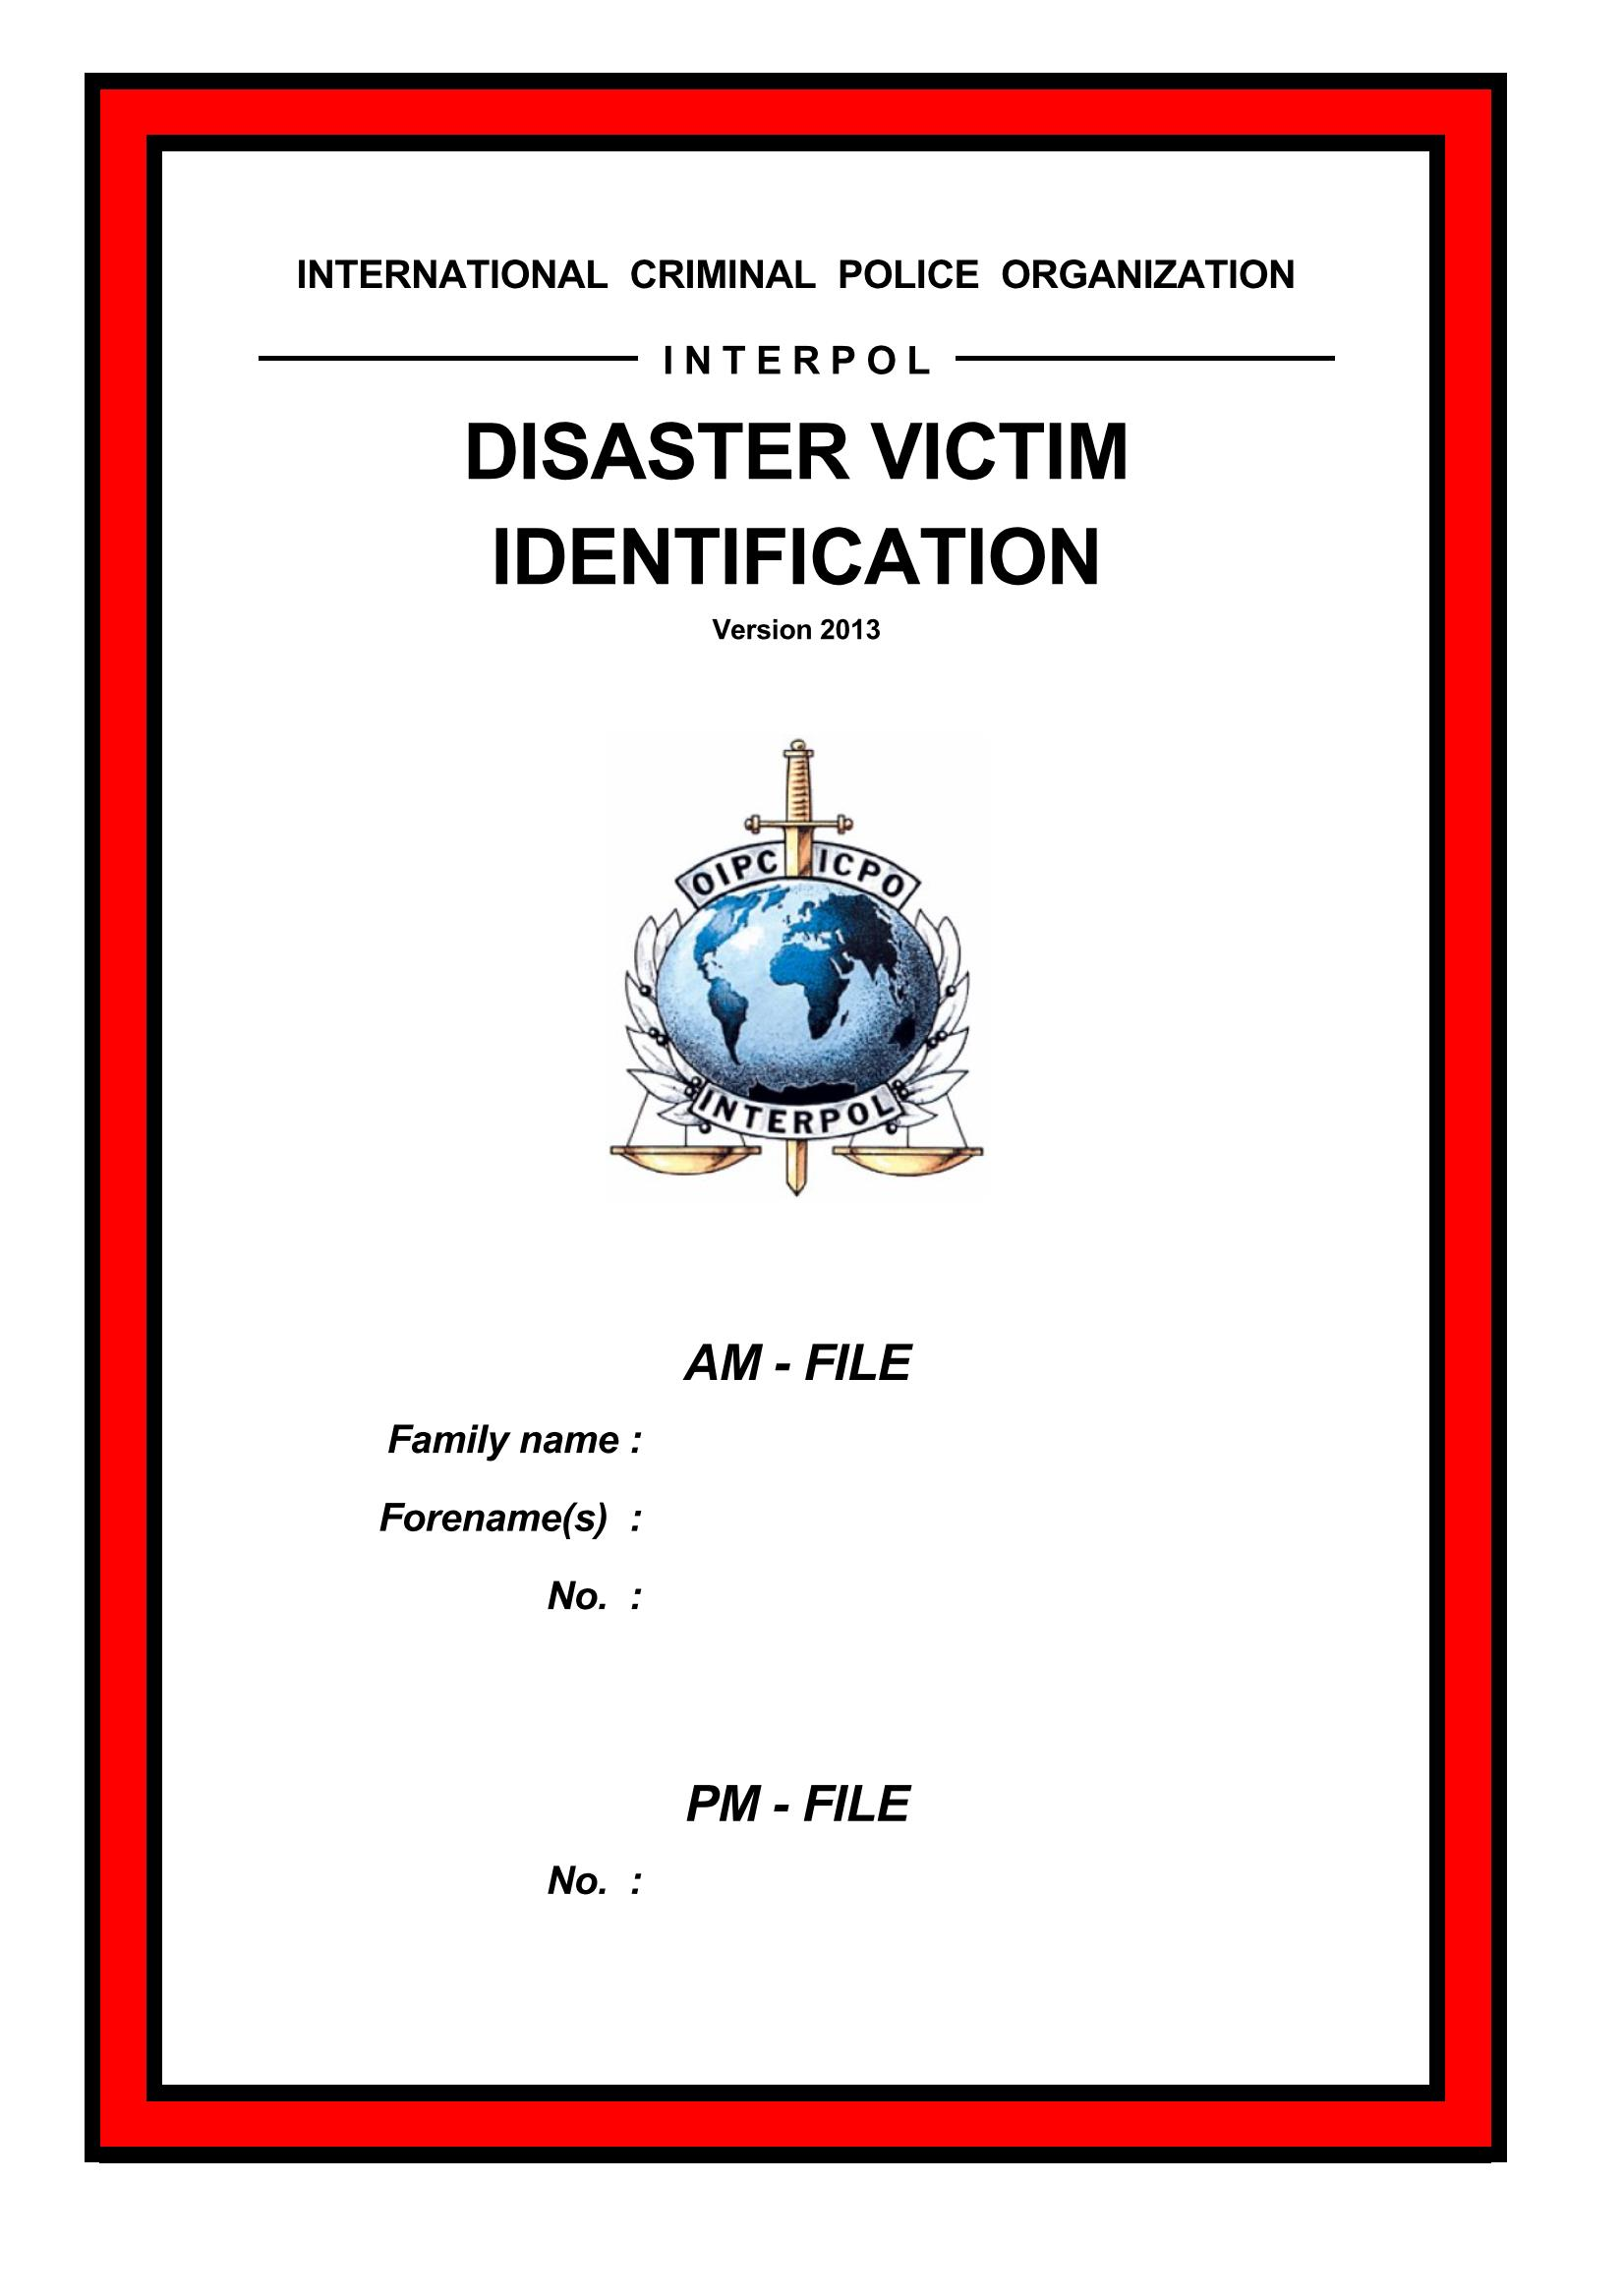 INTERNATIONAL CRIMINAL POLICE ORGANIZATION
INTERPOL
DISASTER VICTIM
IDENTIFICATION
Version 2013
OIPC ICPO
INTERPOL
AM - FILE
Family name :
Forename(s) :
No. :
PM - FILE
No. :